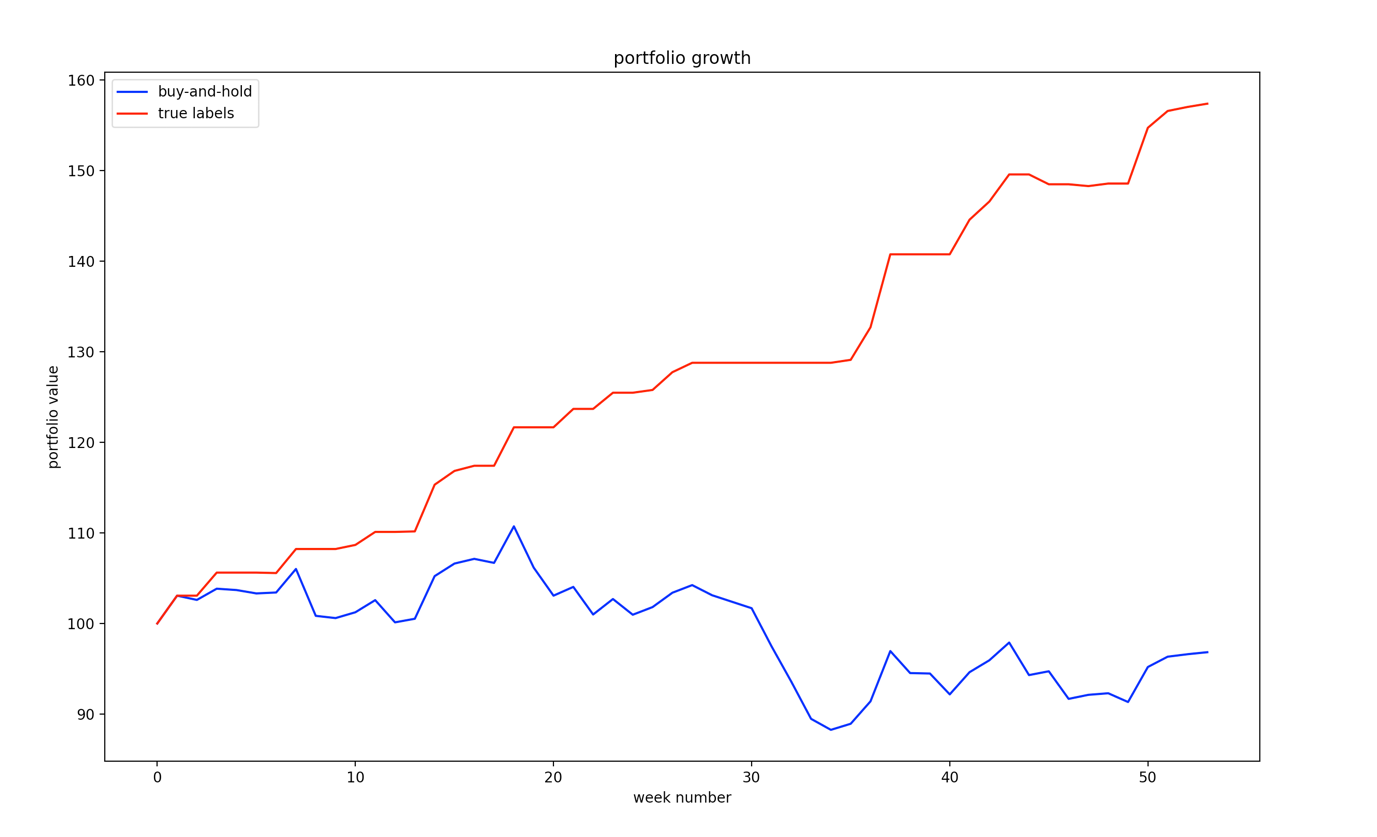 portfolio growth
buy-and-hold
true labels
portfolio value
160
150
140
130
120
110
100
90
0 10 20 30 40 50
week number